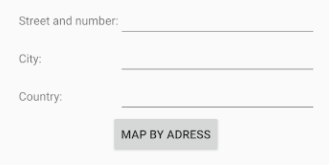 Street and number:
City:
Country:
MAP BY ADRESS